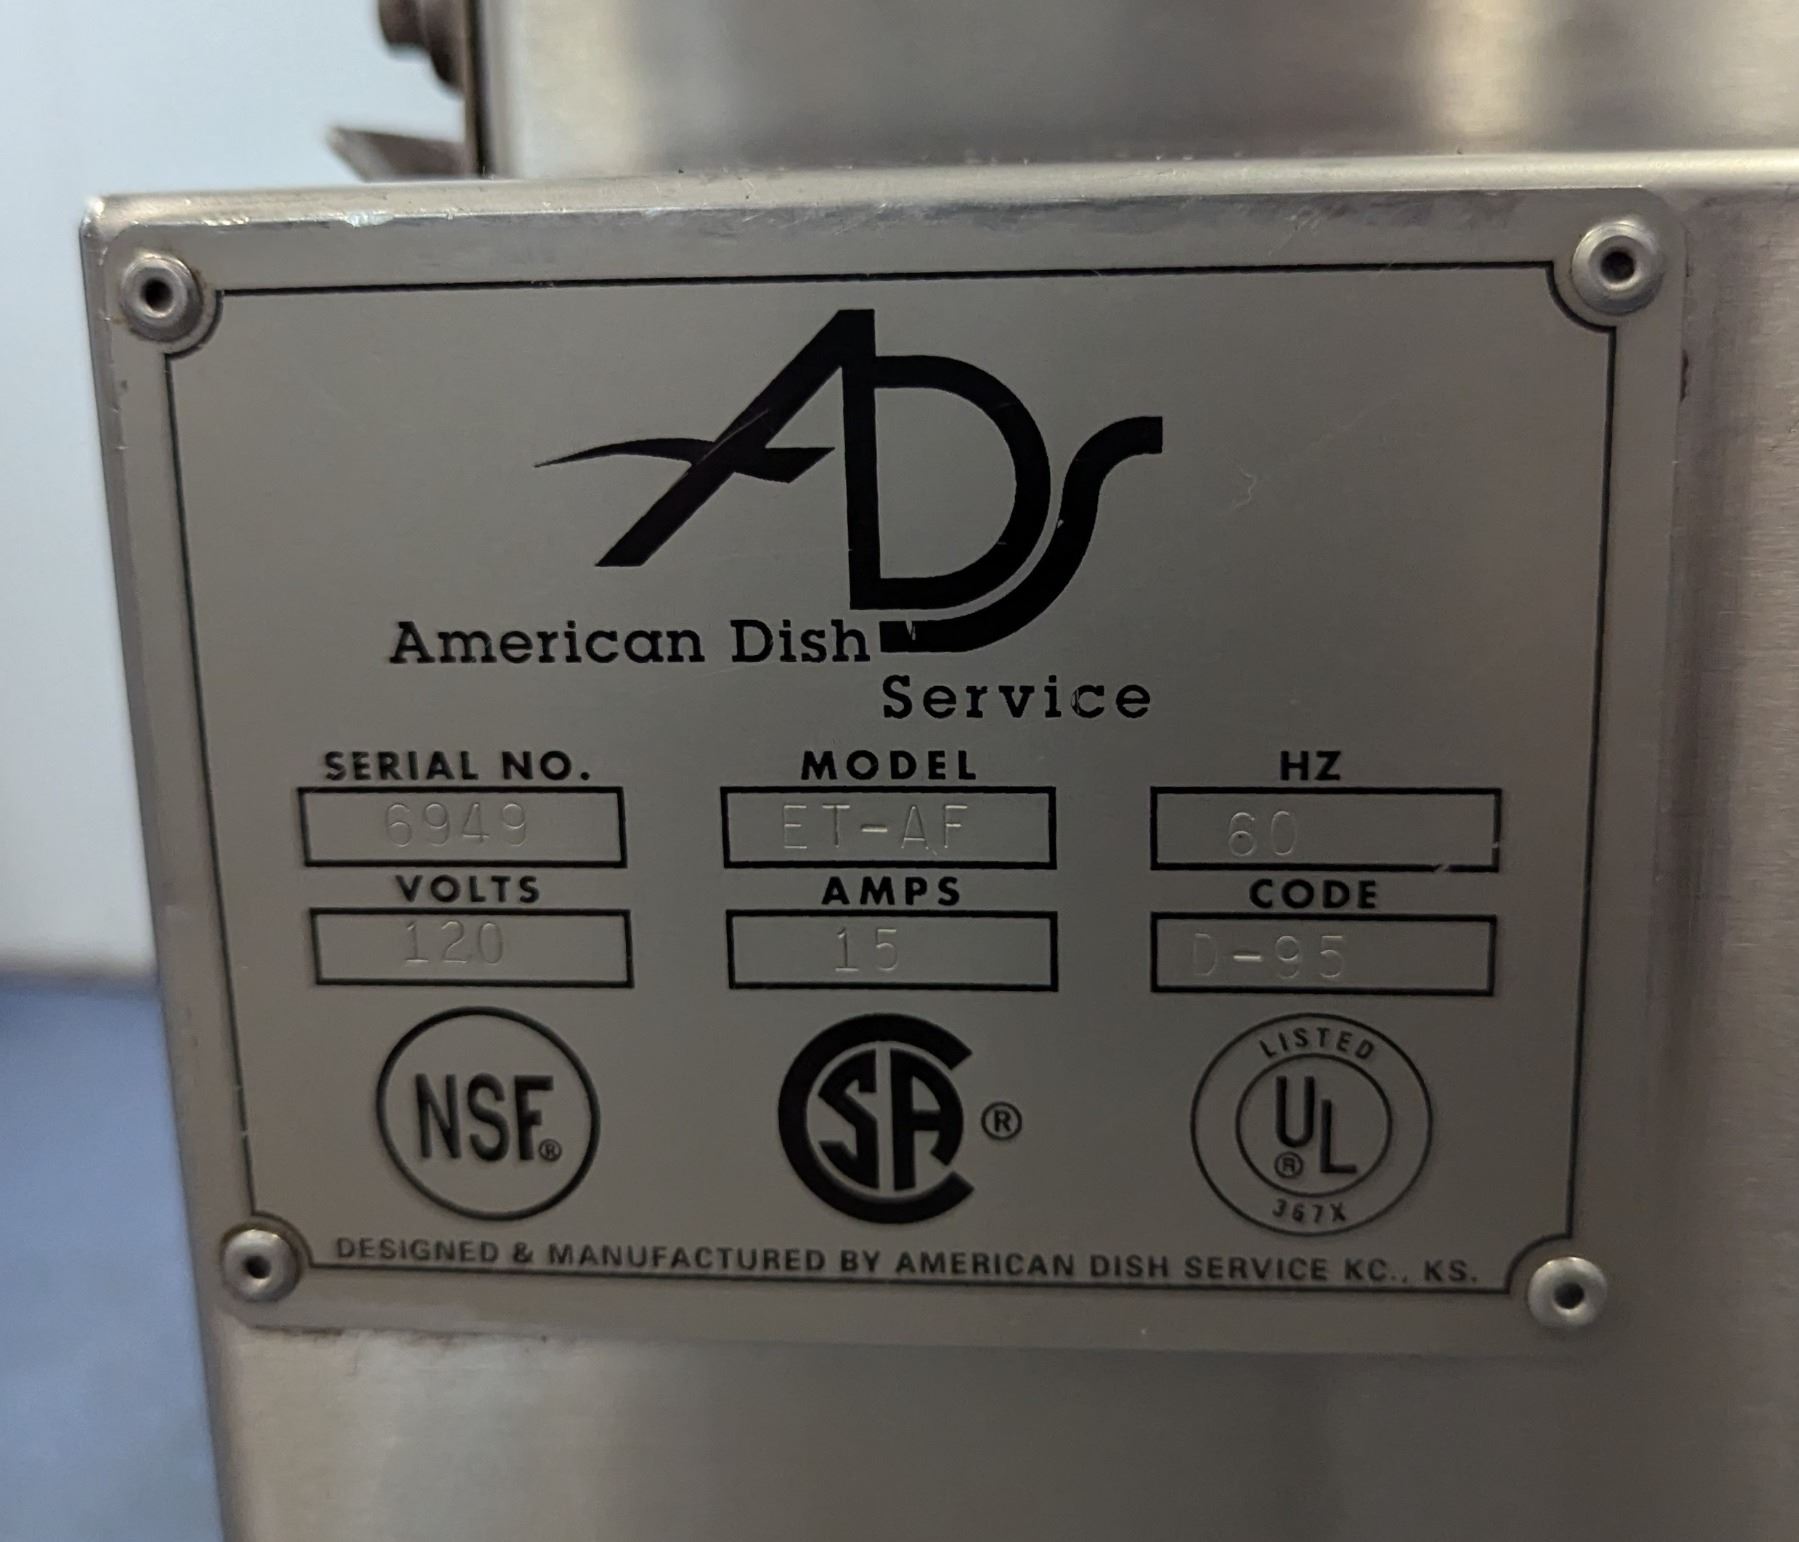 ADS
American Dish
Service
SERIAL NO. MODEL HZ
6949 ET-AF 60
VOLTS AMPS CODE
120 15 D-95
NSF® CSA® LISTED
UL®
367X
DESIGNED & MANUFACTURED BY AMERICAN DISH SERVICE KC., KS.